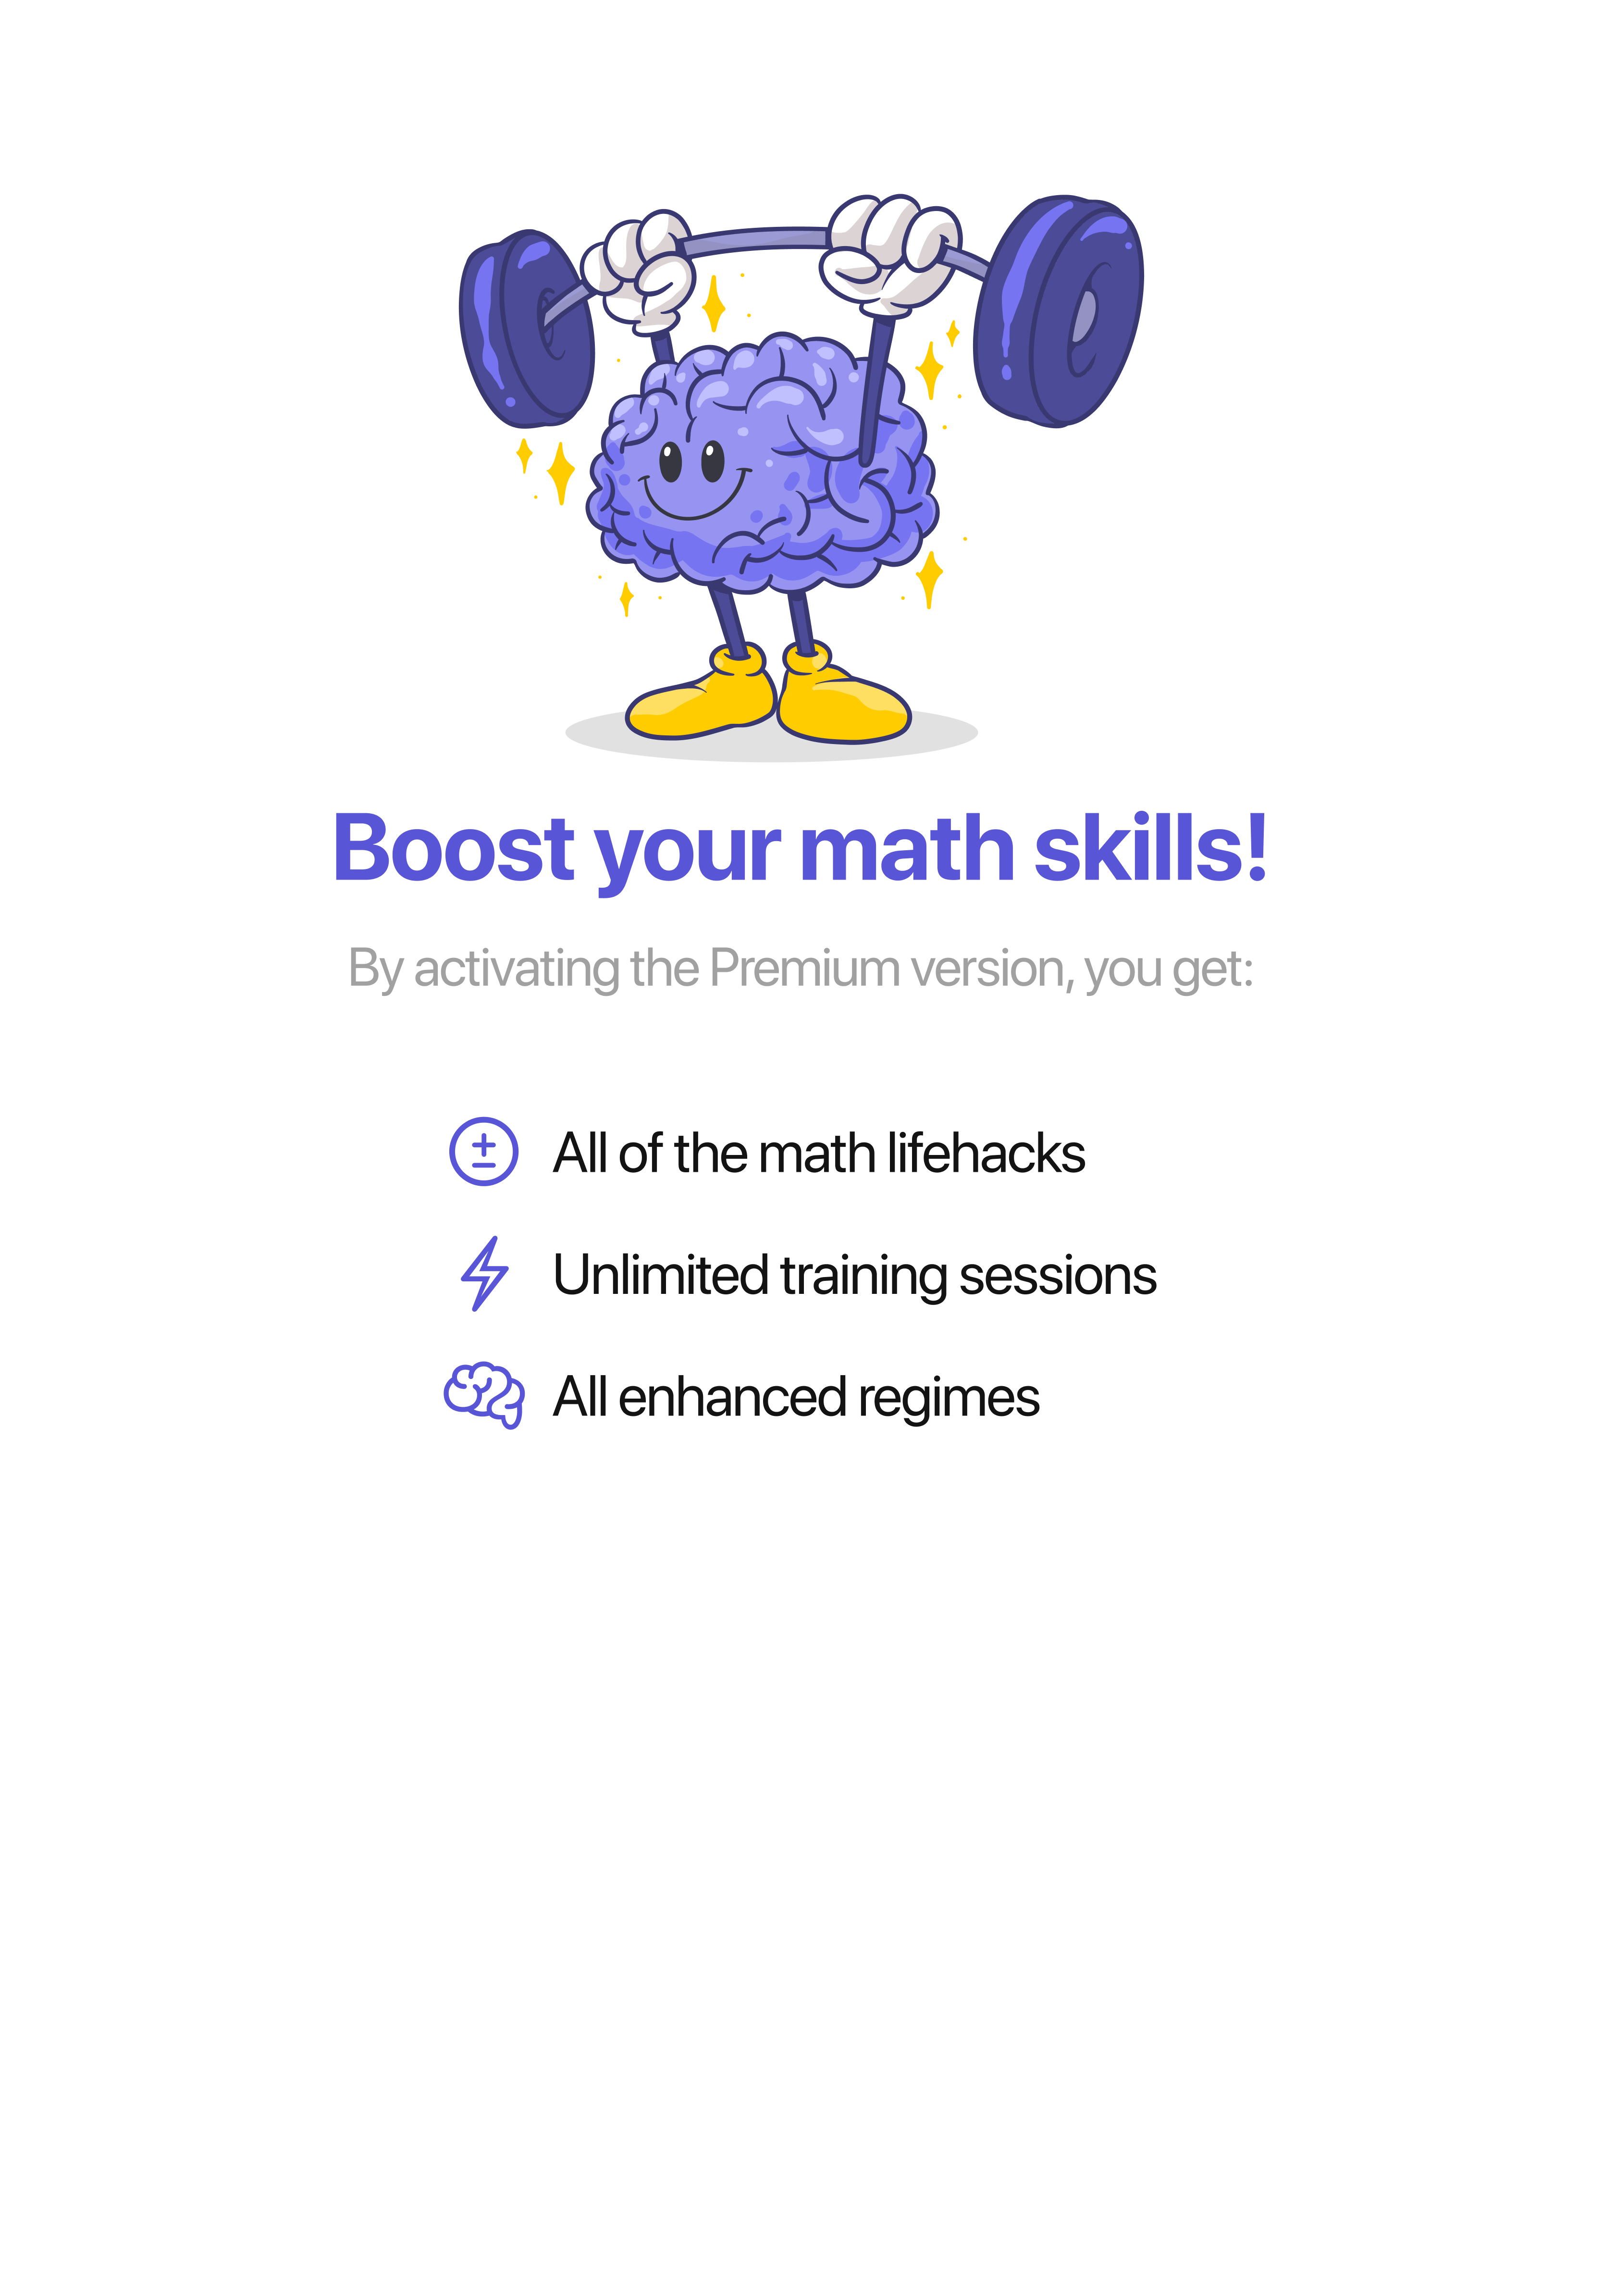 Boost your math skills!
By activating the Premium version, you get:
All of the math lifehacks
Unlimited training sessions
All enhanced regimes